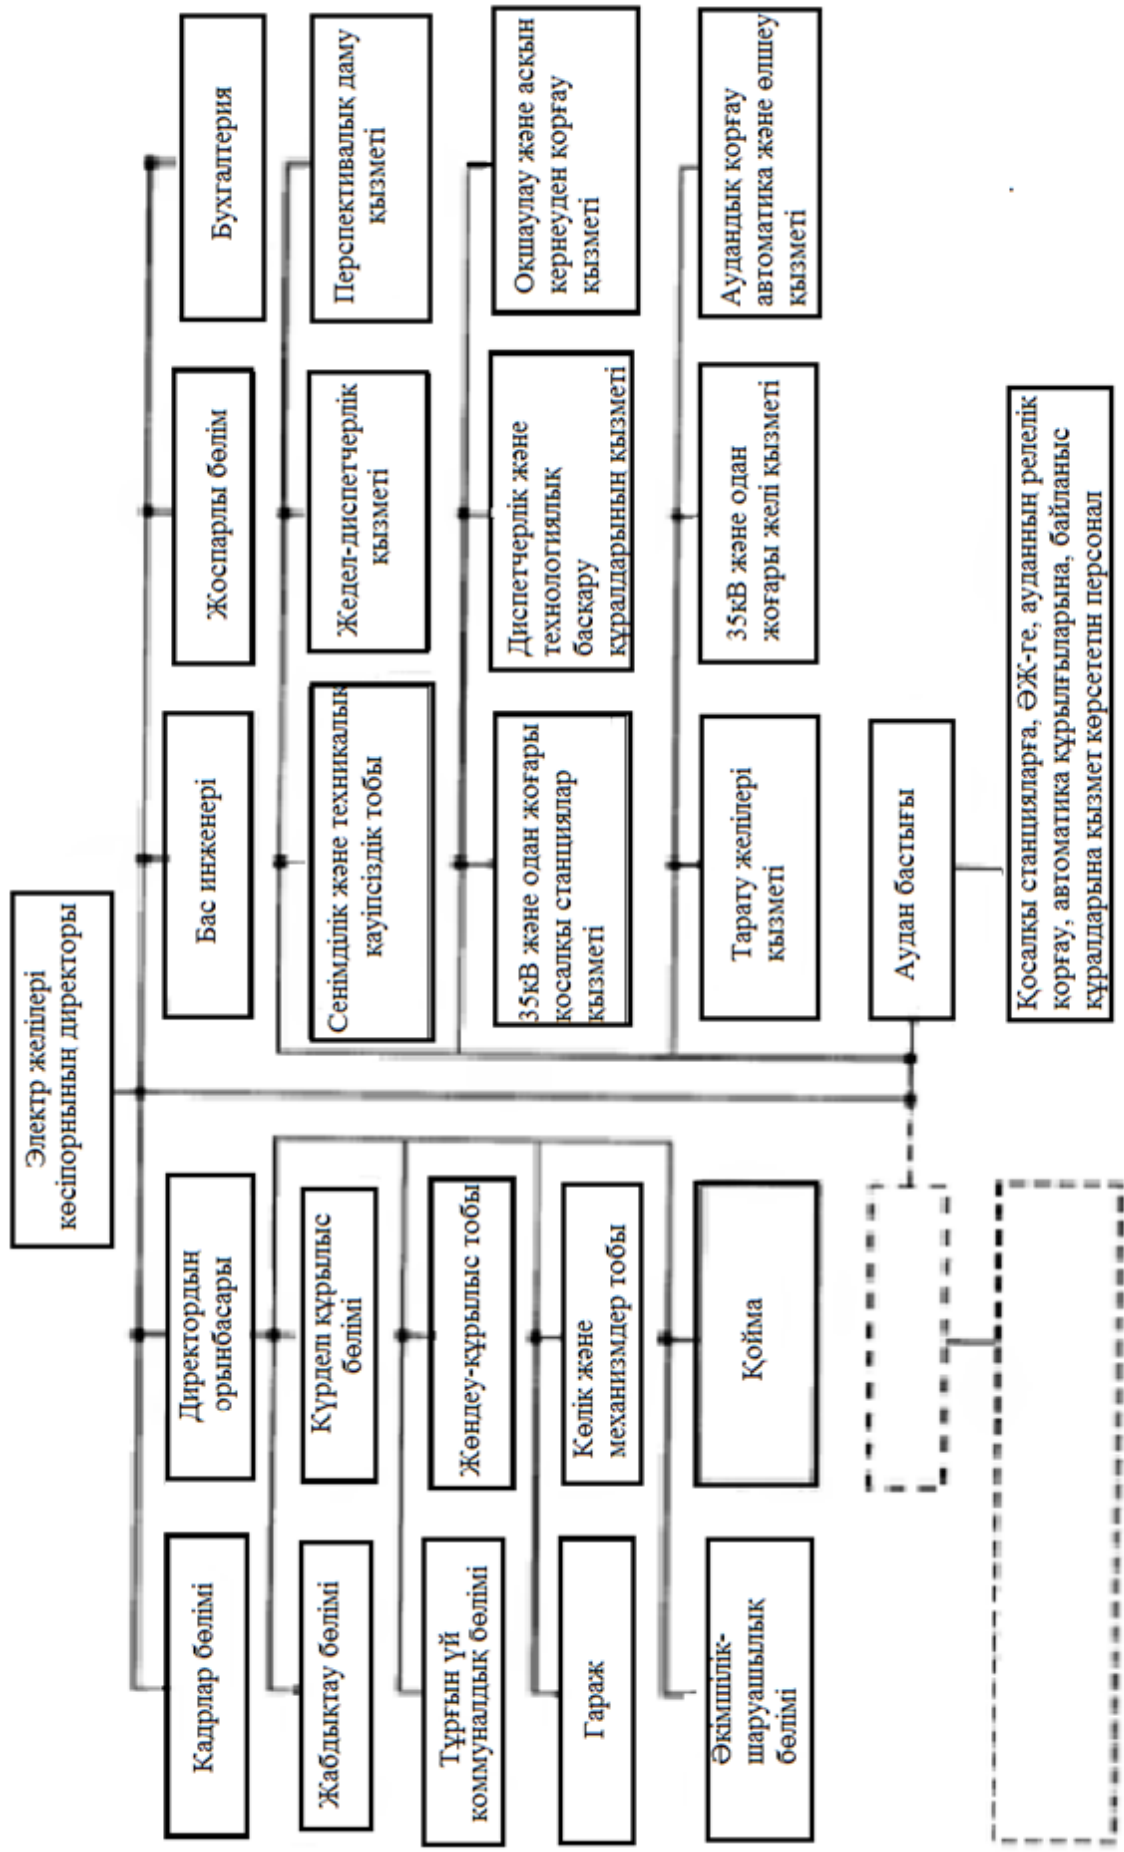 Электр желілері
көсіпорнының директоры
Кадрлар бөлімі
Директордың
орынбасары
Бас инженері
Жоспарлы бөлім
Бухгалтерия
Жабдықтау бөлімі
Күрделі құрылыс
бөлімі
Сенімділік және техникалық
қауіпсіздік тобы
Жедел-диспетчерлік
қызметі
Перспективалық даму
қызметі
Тұрғын үй
коммуналдық бөлімі
Жөндеу-құрылыс тобы
35кВ және одан жоғары
қосалқы станциялар
қызметі
Диспетчерлік және
технологиялық
басқару
құралдарының қызметі
Оқшаулау және асқын
кернеуден қорғау
қызметі
Гараж
Көлік және
механизмдер тобы
Тарату желілері
қызметі
35кВ және одан
жоғары желі қызметі
Аудандық қорғау
автоматика және өлшеу
қызметі
Әкімшілік-
шаруашылық
бөлімі
Қойма
Аудан бастығы
Қосалқы станцияларға, ӘЖ-ге, ауданның релелік
қорғау, автоматика құрылғыларына, байланыс
құралдарына қызмет көрсететін персонал